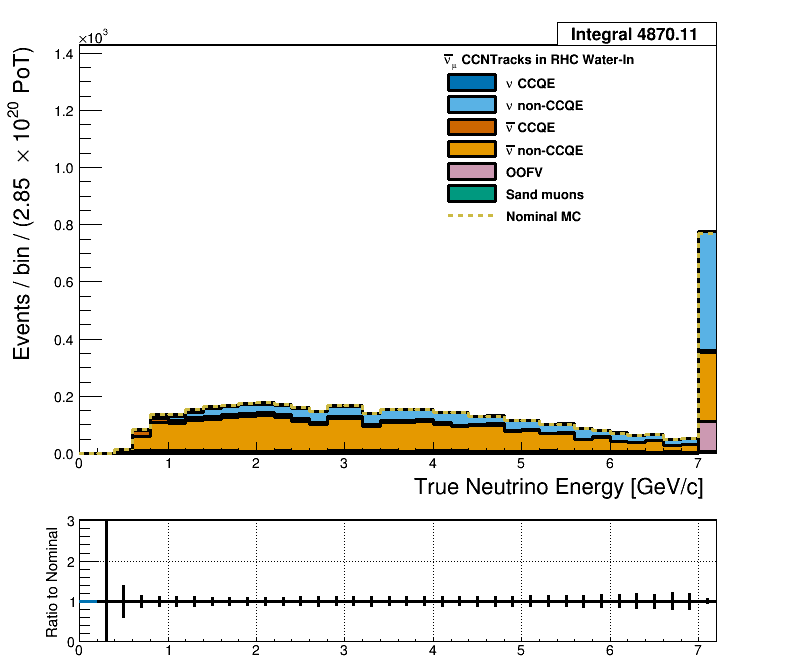 Integral 4870.11
×10³
Events / bin / (2.85 × 10²⁰ PoT)
1.4
1.2
1.0
0.8
0.6
0.4
0.2
0.0
ν̅μ CCNTracks in RHC Water-In
ν CCQE
ν non-CCQE
ν̅ CCQE
ν̅ non-CCQE
OOFV
Sand muons
Nominal MC
0 1 2 3 4 5 6 7
True Neutrino Energy [GeV/c]
Ratio to Nominal
3
2
1
0
0 1 2 3 4 5 6 7